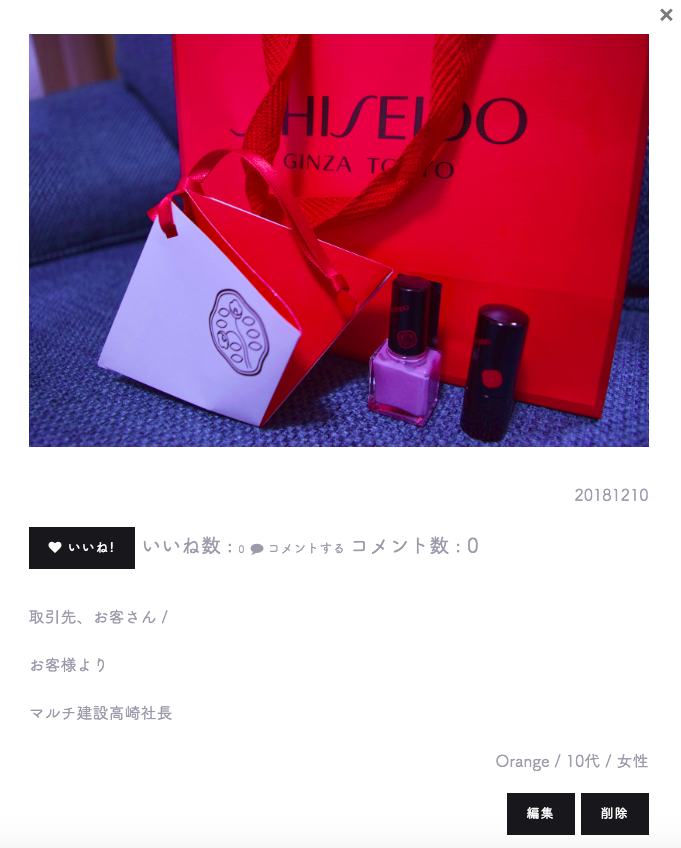 ×
SHISEIDO
GINZA TOKYO
20181210
いいね! いいね数 : 0 コメントする コメント数 : 0
取引先、お客さん /
お客様より
マルチ建設高崎社長
Orange / 10代 / 女性
編集 削除